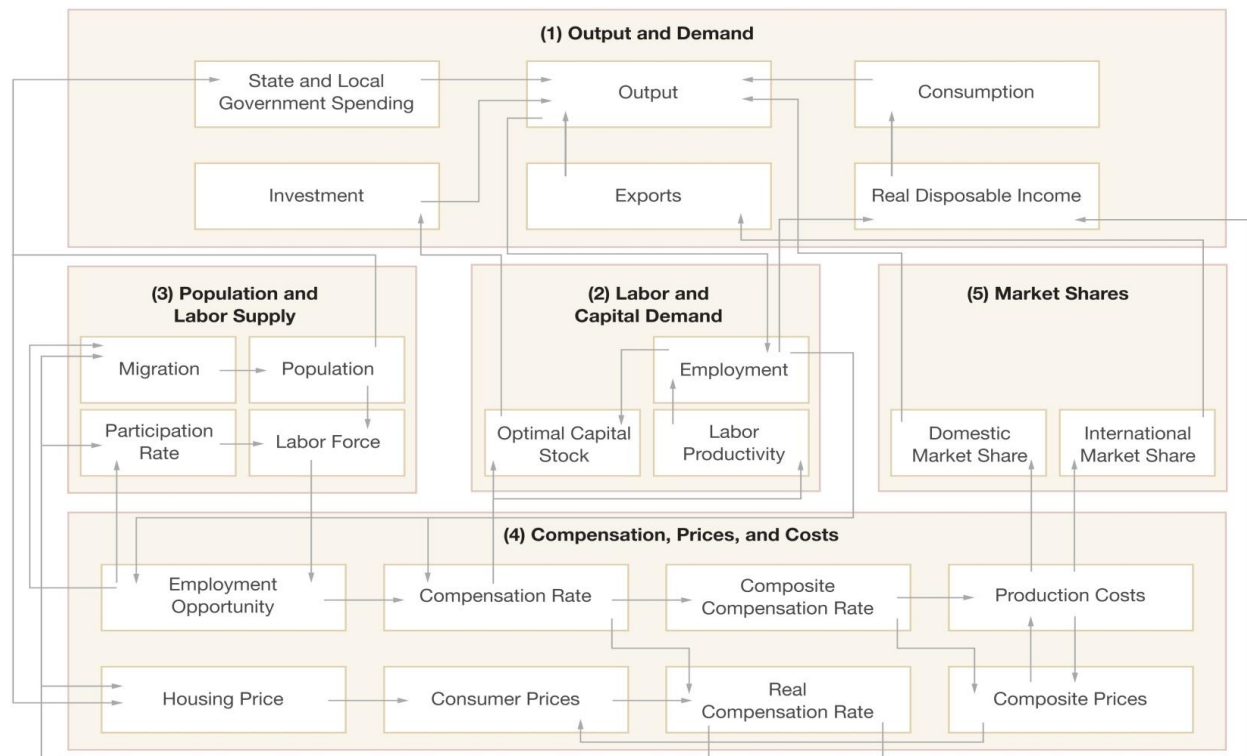 (1) Output and Demand
State and Local
Government Spending
Output
Consumption
Investment
Exports
Real Disposable Income
(3) Population and
Labor Supply
Migration
Population
Participation
Rate
Labor Force
(2) Labor and
Capital Demand
Employment
Optimal Capital
Stock
Labor
Productivity
(5) Market Shares
Domestic
Market Share
International
Market Share
(4) Compensation, Prices, and Costs
Employment
Opportunity
Compensation Rate
Composite
Compensation Rate
Production Costs
Housing Price
Consumer Prices
Real
Compensation Rate
Composite Prices